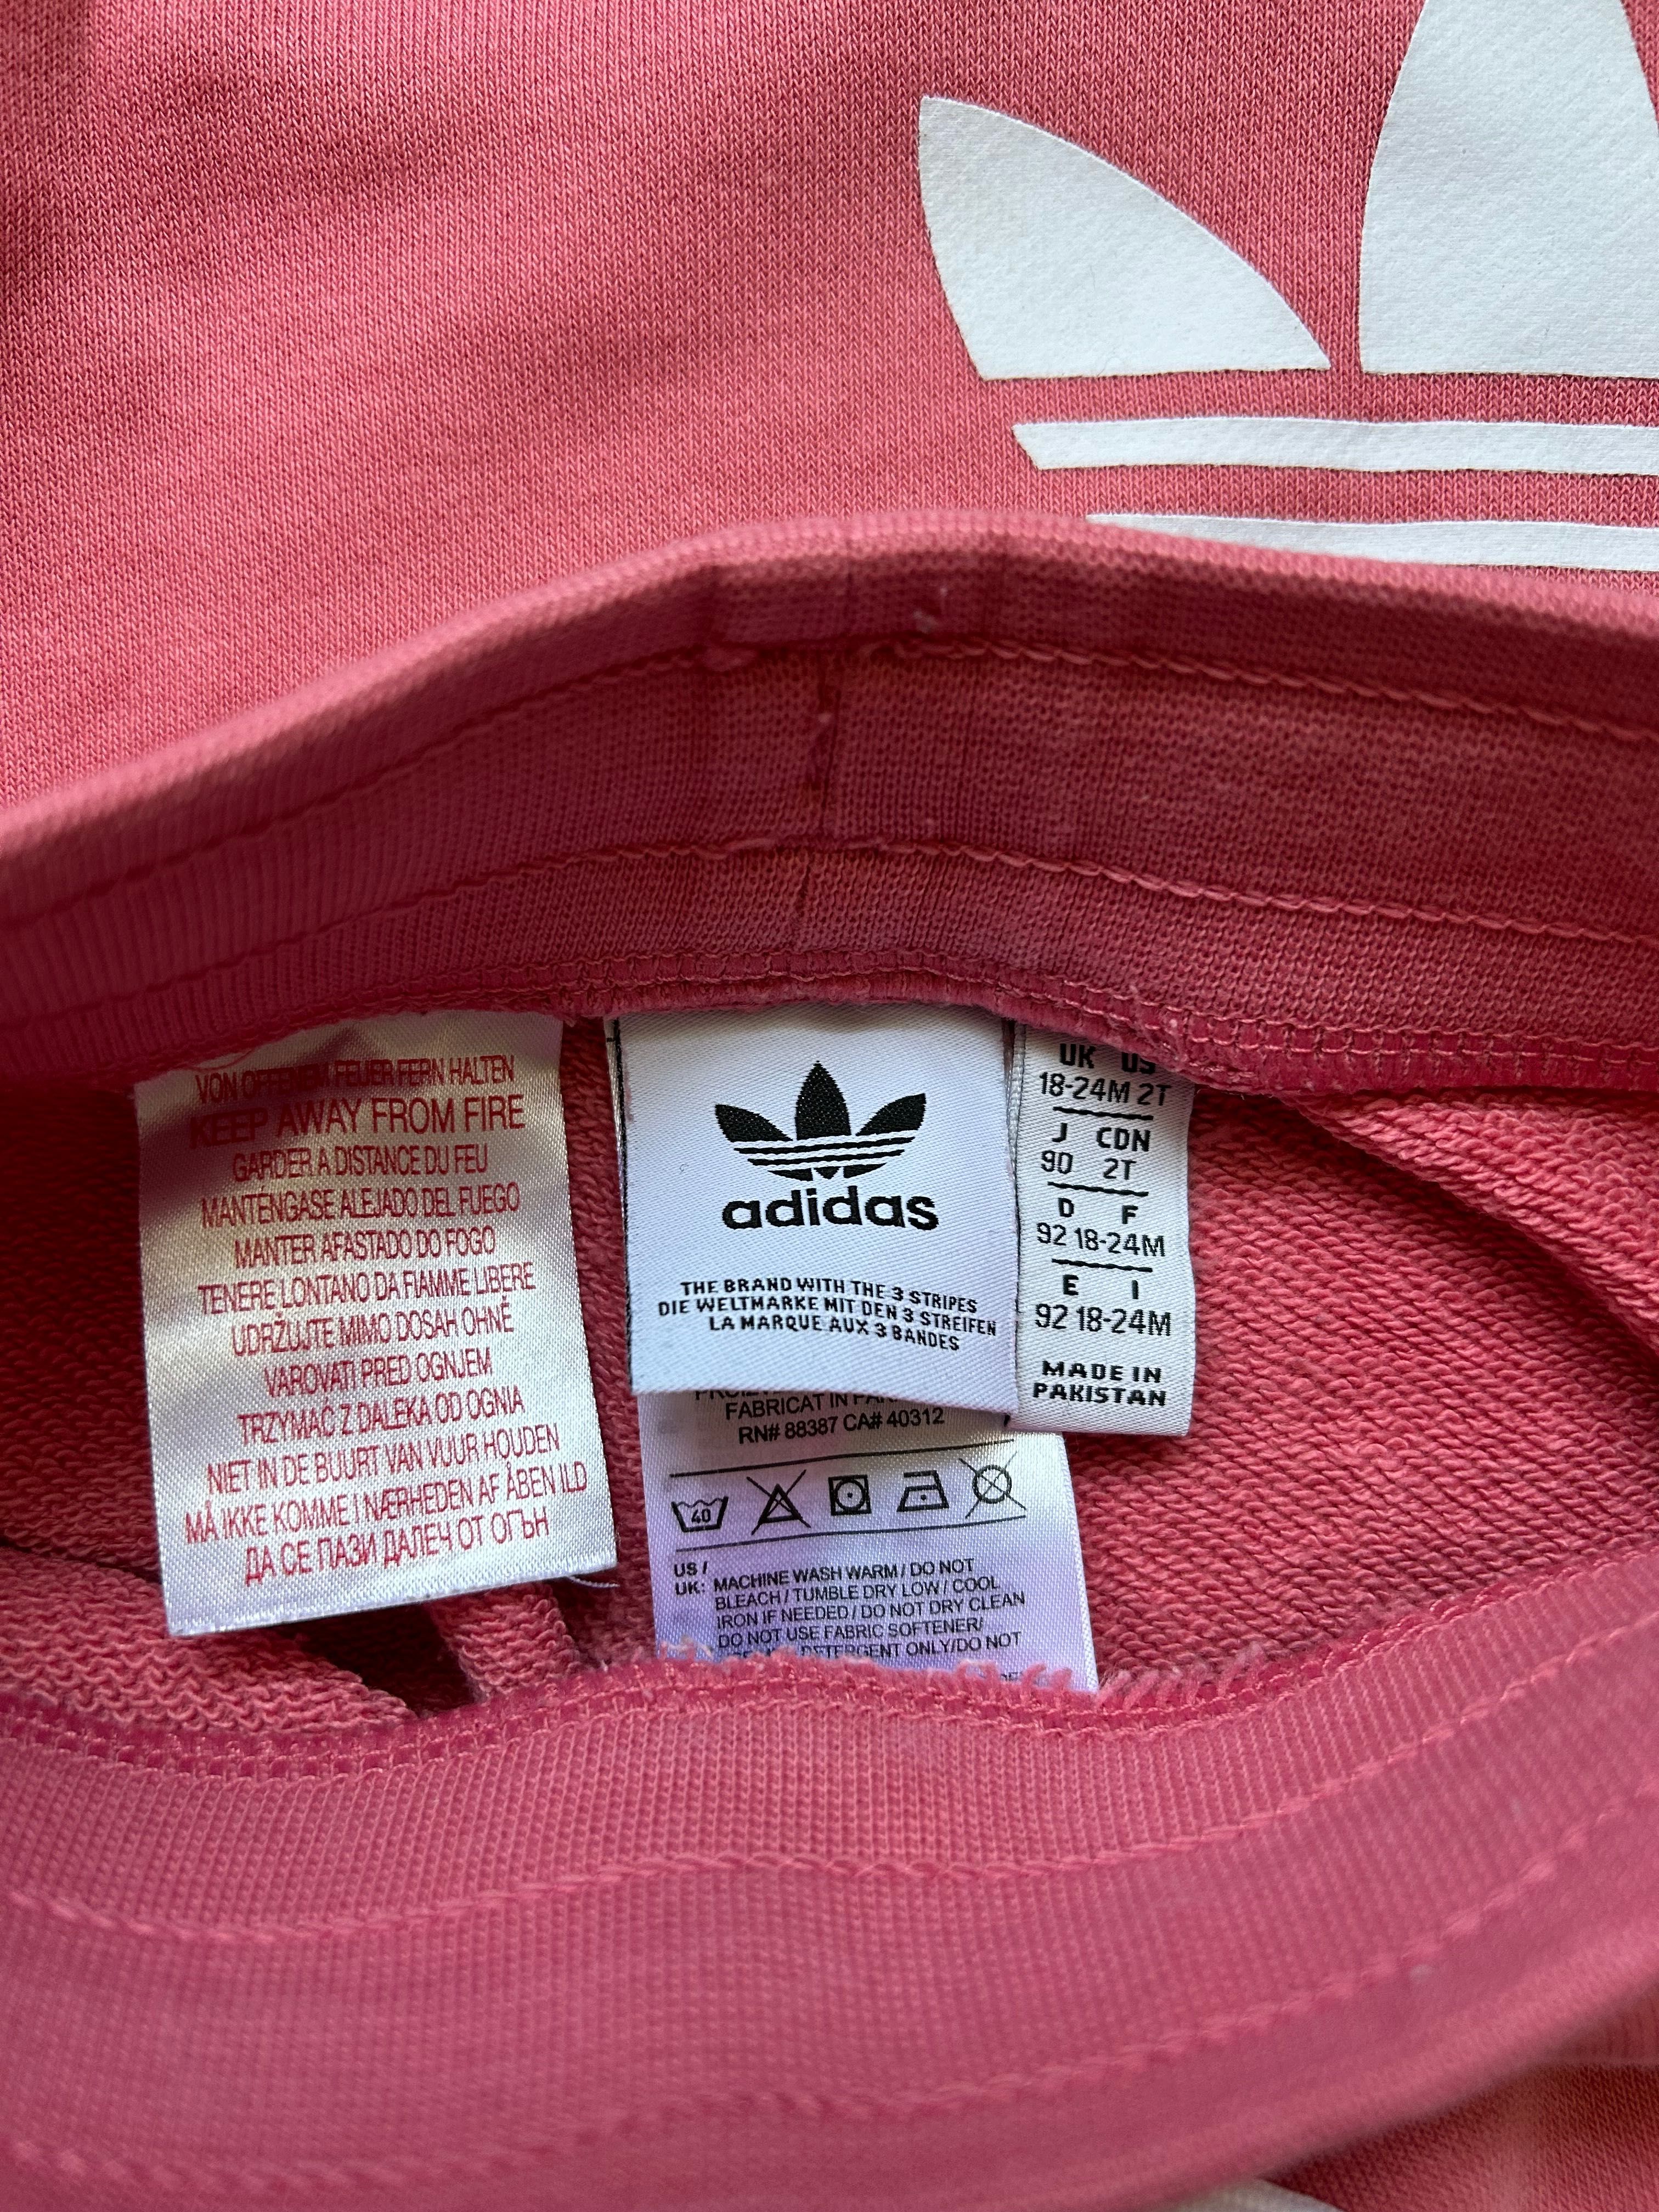 VON OFFENEM FEUER FERN HALTEN
KEEP AWAY FROM FIRE
GARDER A DISTANCE DU FEU
MANTENGASE ALEJADO DEL FUEGO
MANTER AFASTADO DO FOGO
TENERE LONTANO DA FIAMME LIBERE
UDRŽUJTE MIMO DOSAH OHNĚ
VAROVATI PRED OGNJEM
TRZYMAĆ Z DALEKA OD OGNIA
NIET IN DE BUURT VAN VUUR HOUDEN
MÅ IKKE KOMME I NÆRHEDEN AF ÅBEN ILD
ДА СЕ ПАЗИ ДАЛЕЧ ОТ ОГЪН
adidas
THE BRAND WITH THE 3 STRIPES
DIE WELTMARKE MIT DEN 3 STREIFEN
LA MARQUE AUX 3 BANDES
UK US
18-24M 2T
J CDN
90 2T
D F
92 18-24M
E I
92 18-24M
MADE IN
PAKISTAN
FABRICAT IN
RN# 88387 CA# 40312
40
US /
UK: MACHINE WASH WARM / DO NOT
BLEACH / TUMBLE DRY LOW / COOL
IRON IF NEEDED / DO NOT DRY CLEAN
DO NOT USE FABRIC SOFTENER/
DETERGENT ONLY/DO NOT